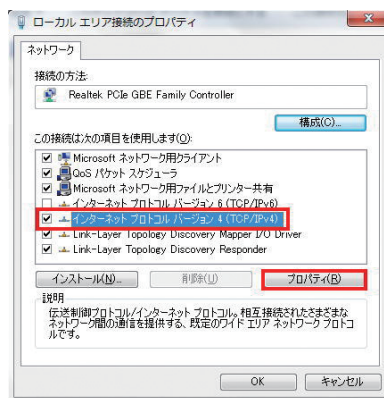 ローカル エリア接続のプロパティ
ネットワーク
接続の方法:
Realtek PCIe GBE Family Controller
構成(C)...
この接続は次の項目を使用します(O):
Microsoft ネットワーク用クライアント
QoS パケット スケジューラ
Microsoft ネットワーク用ファイルとプリンター共有
インターネット プロトコル バージョン 6 (TCP/IPv6)
インターネット プロトコル バージョン 4 (TCP/IPv4)
Link-Layer Topology Discovery Mapper I/O Driver
Link-Layer Topology Discovery Responder
インストール(N)...
削除(U)
プロパティ(R)
説明
伝送制御プロトコル/インターネット プロトコル。相互接続されたさまざまな
ネットワーク間の通信を提供する、既定のワイド エリア ネットワーク プロトコ
ルです。
OK
キャンセル